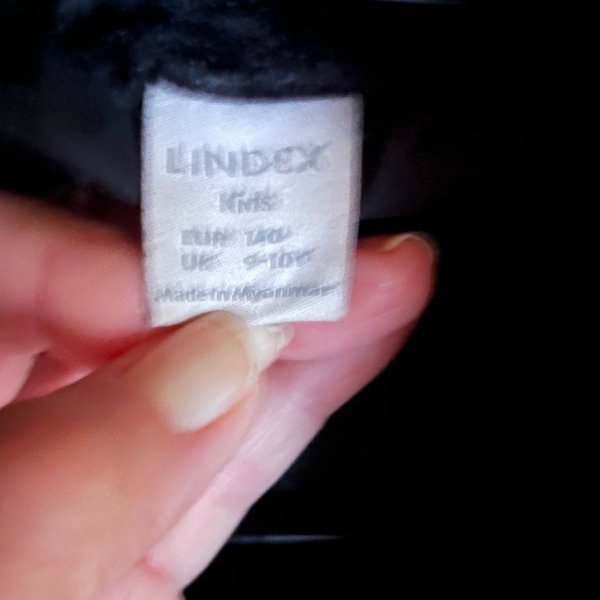 LINDEX
Kids
EUR 140
UK 9-10Y
Made in Myanmar